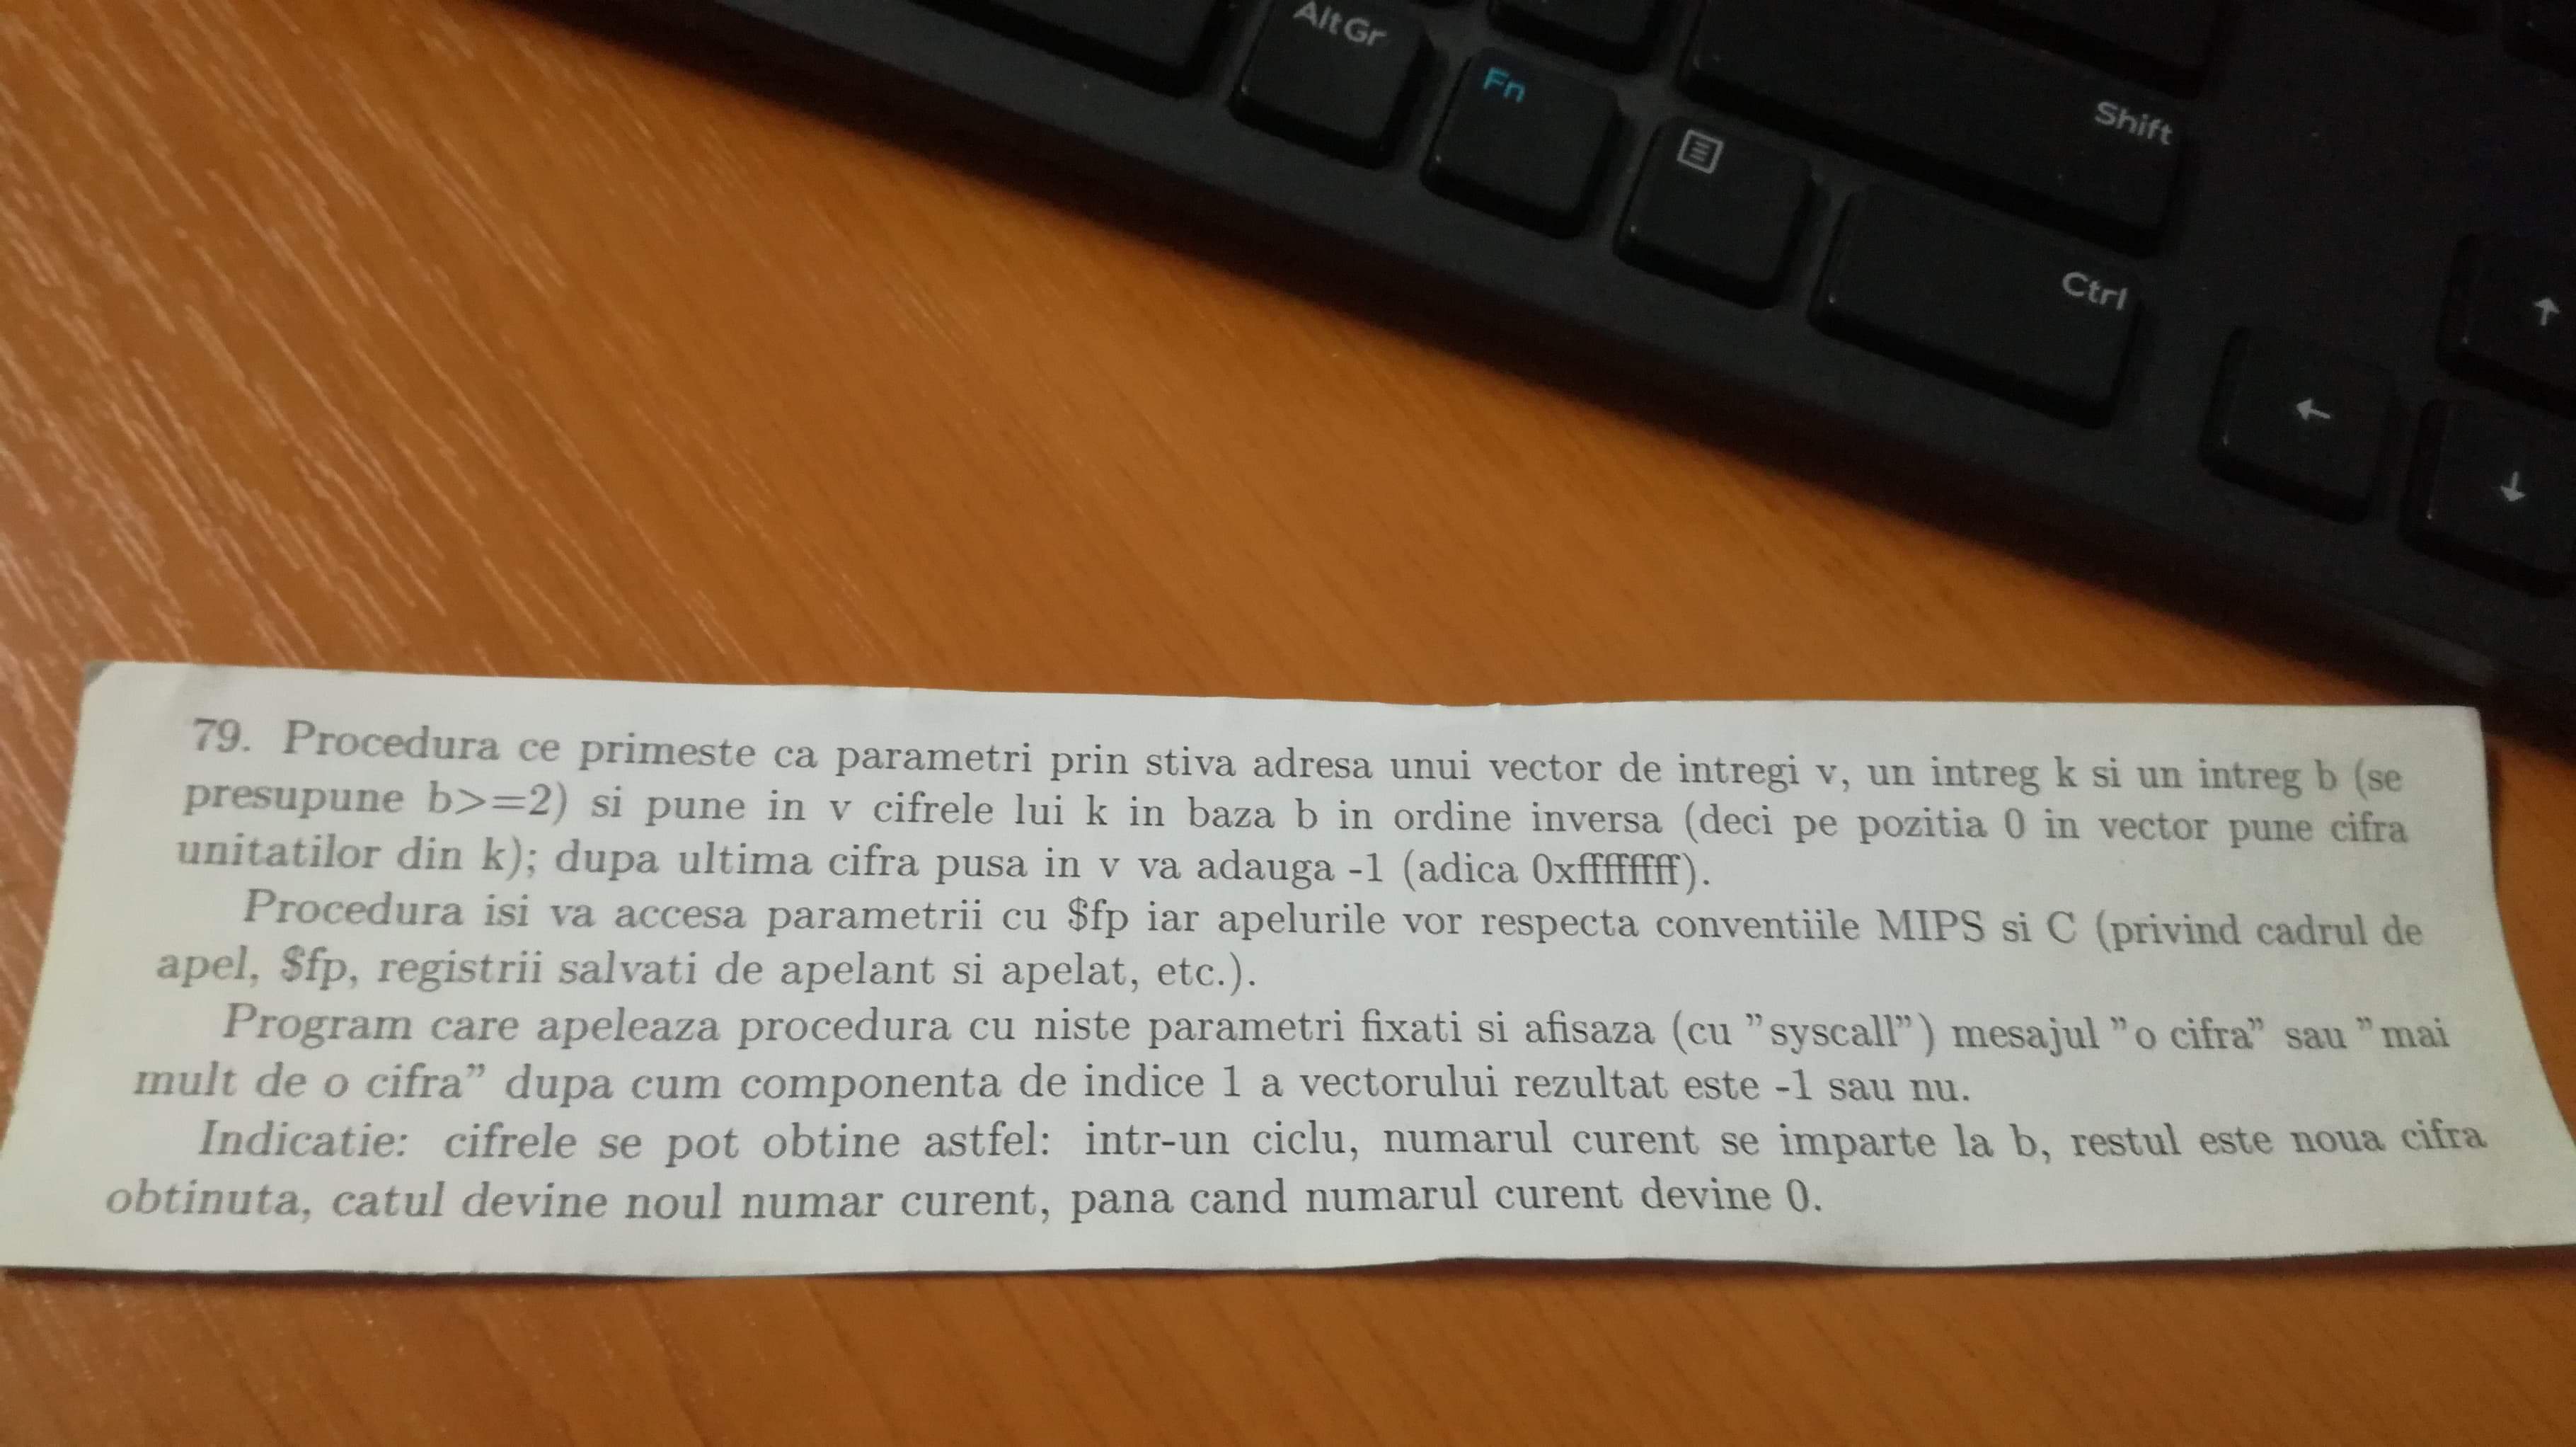 AltGr
Fn
Shift
Ctrl
↑
←
↓
79. Procedura ce primeste ca parametri prin stiva adresa unui vector de intregi v, un intreg k si un intreg b (se
presupune b>=2) si pune in v cifrele lui k in baza b in ordine inversa (deci pe pozitia 0 in vector pune cifra
unitatilor din k); dupa ultima cifra pusa in v va adauga -1 (adica 0xffffffff).
Procedura isi va accesa parametrii cu $fp iar apelurile vor respecta conventiile MIPS si C (privind cadrul de
apel, $fp, registrii salvati de apelant si apelat, etc.).
Program care apeleaza procedura cu niste parametri fixati si afisaza (cu ”syscall”) mesajul ”o cifra” sau ”mai
mult de o cifra” dupa cum componenta de indice 1 a vectorului rezultat este -1 sau nu.
Indicatie: cifrele se pot obtine astfel: intr-un ciclu, numarul curent se imparte la b, restul este noua cifra
obtinuta, catul devine noul numar curent, pana cand numarul curent devine 0.